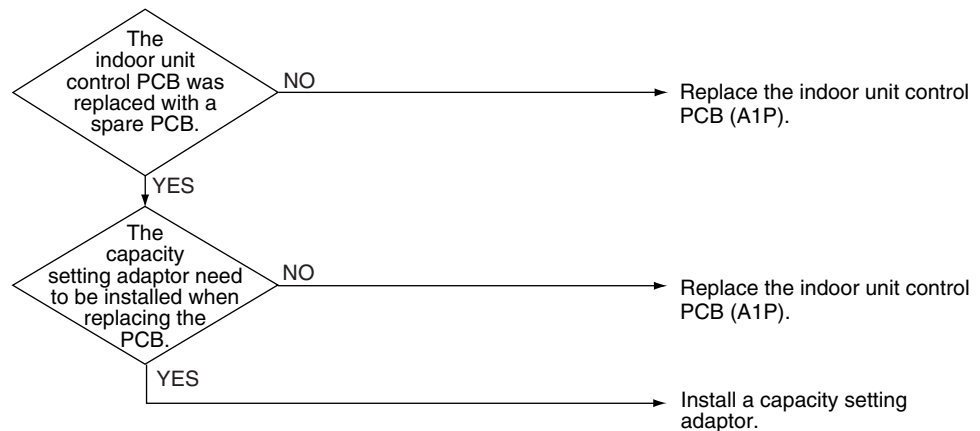 The
indoor unit
control PCB was
replaced with a
spare PCB.
NO
Replace the indoor unit control
PCB (A1P).
YES
The
capacity
setting adaptor need
to be installed when
replacing the
PCB.
NO
Replace the indoor unit control
PCB (A1P).
YES
Install a capacity setting
adaptor.